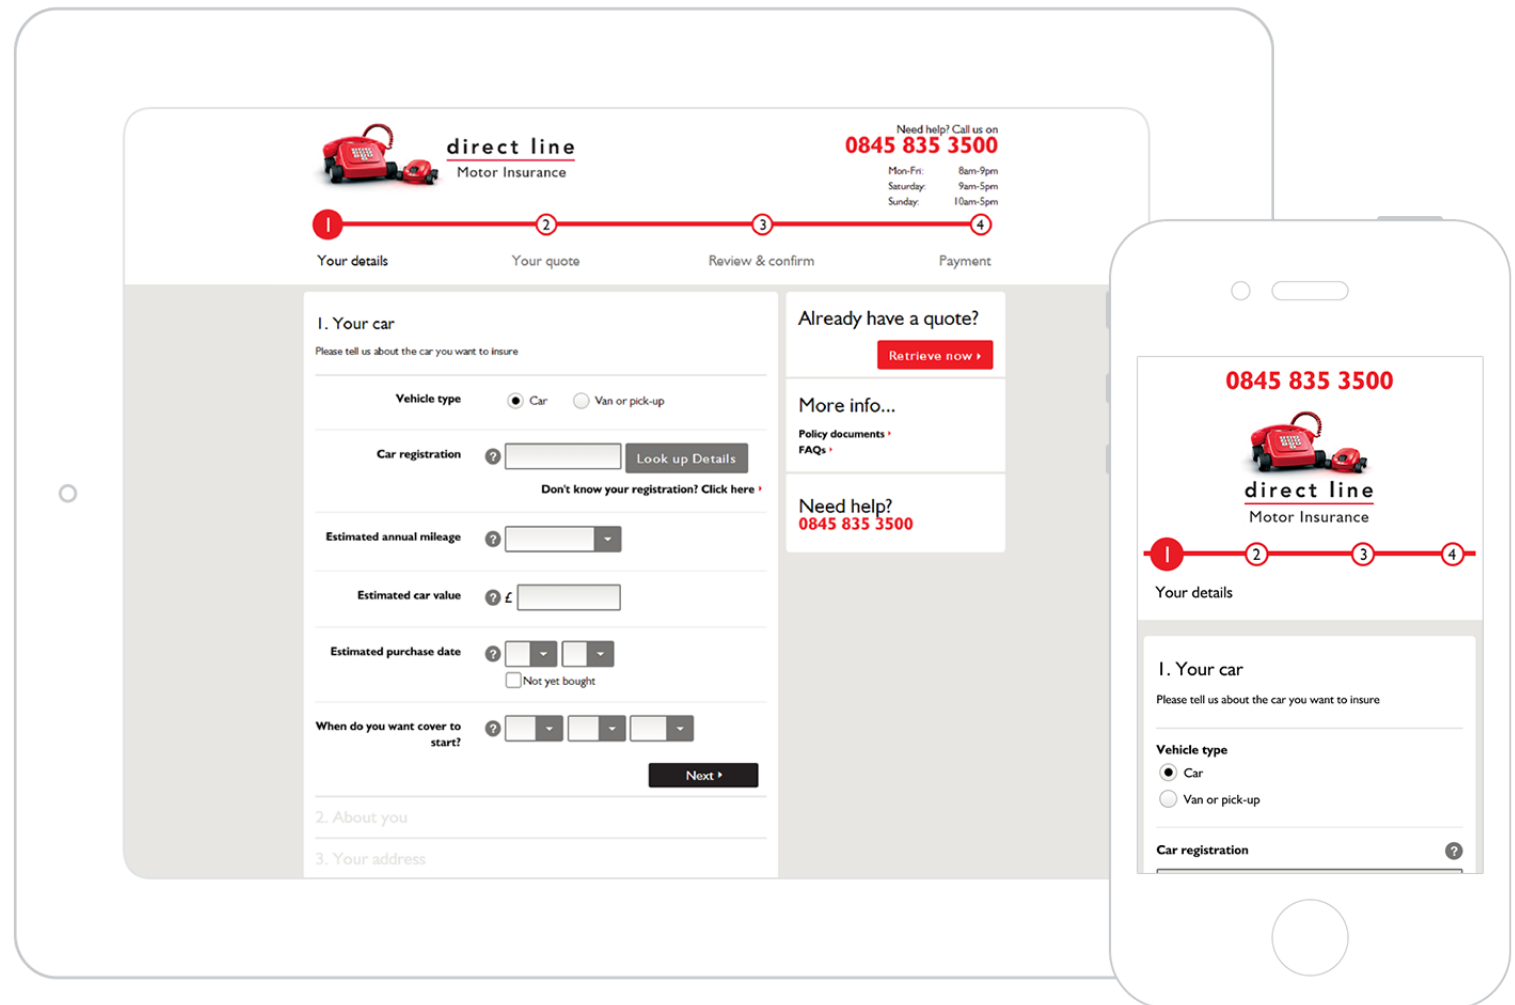 direct line
Motor Insurance
Need help? Call us on
0845 835 3500
Mon-Fri: 8am-9pm
Saturday: 9am-5pm
Sunday: 10am-5pm
1 2 3 4
Your details Your quote Review & confirm Payment
1. Your car
Please tell us about the car you want to insure
Vehicle type Car Van or pick-up
Car registration ? Look up Details
Don't know your registration? Click here
Estimated annual mileage ?
Estimated car value ? £
Estimated purchase date ?
Not yet bought
When do you want cover to
start? ?
Next
2. About you
3. Your address
Already have a quote?
Retrieve now
More info...
Policy documents
FAQs
Need help?
0845 835 3500
0845 835 3500
direct line
Motor Insurance
1 2 3 4
Your details
1. Your car
Please tell us about the car you want to insure
Vehicle type
Car
Van or pick-up
Car registration ?